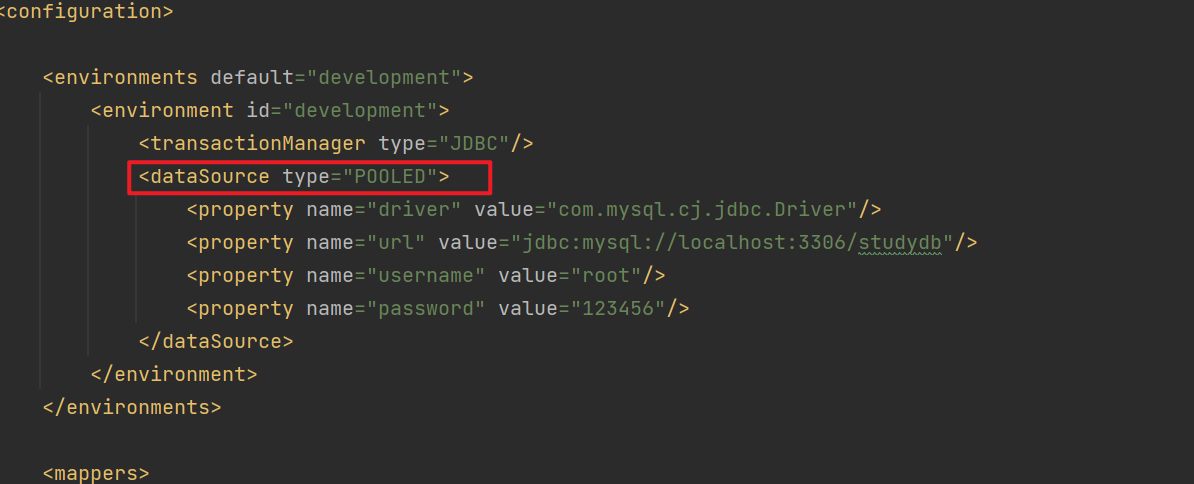 <configuration>
<environments default="development">
<environment id="development">
<transactionManager type="JDBC"/>
<dataSource type="POOLED">
<property name="driver" value="com.mysql.cj.jdbc.Driver"/>
<property name="url" value="jdbc:mysql://localhost:3306/studydb"/>
<property name="username" value="root"/>
<property name="password" value="123456"/>
</dataSource>
</environment>
</environments>
<mappers>